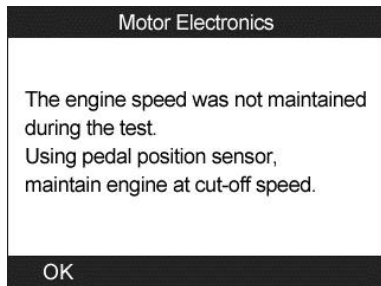 Motor Electronics
The engine speed was not maintained
during the test.
Using pedal position sensor,
maintain engine at cut-off speed.
OK